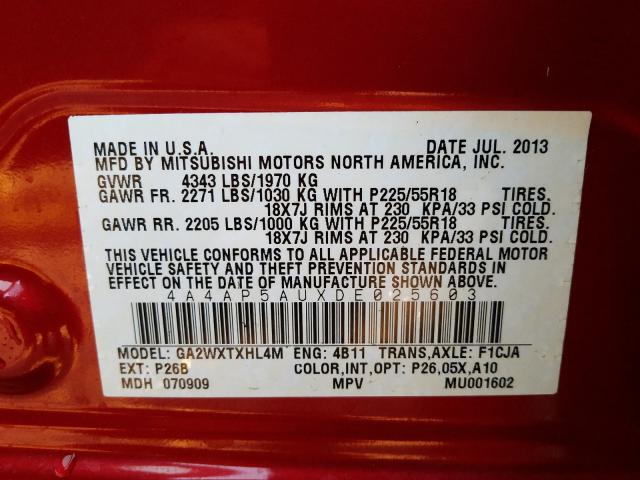 MADE IN U.S.A. DATE JUL. 2013
MFD BY MITSUBISHI MOTORS NORTH AMERICA, INC.
GVWR 4343 LBS/1970 KG
GAWR FR. 2271 LBS/1030 KG WITH P225/55R18 TIRES.
18X7J RIMS AT 230 KPA/33 PSI COLD.
GAWR RR. 2205 LBS/1000 KG WITH P225/55R18 TIRES.
18X7J RIMS AT 230 KPA/33 PSI COLD.
THIS VEHICLE CONFORMS TO ALL APPLICABLE FEDERAL MOTOR
VEHICLE SAFETY AND THEFT PREVENTION STANDARDS IN
EFFECT ON THE DATE OF MANUFACTURE SHOWN ABOVE.
4A4AP5AUXDE025603
MODEL: GA2WXTXHL4M ENG: 4B11 TRANS,AXLE: F1CJA
EXT: P26B COLOR,INT,OPT: P26,05X,A10
MDH 070909 MPV MU001602